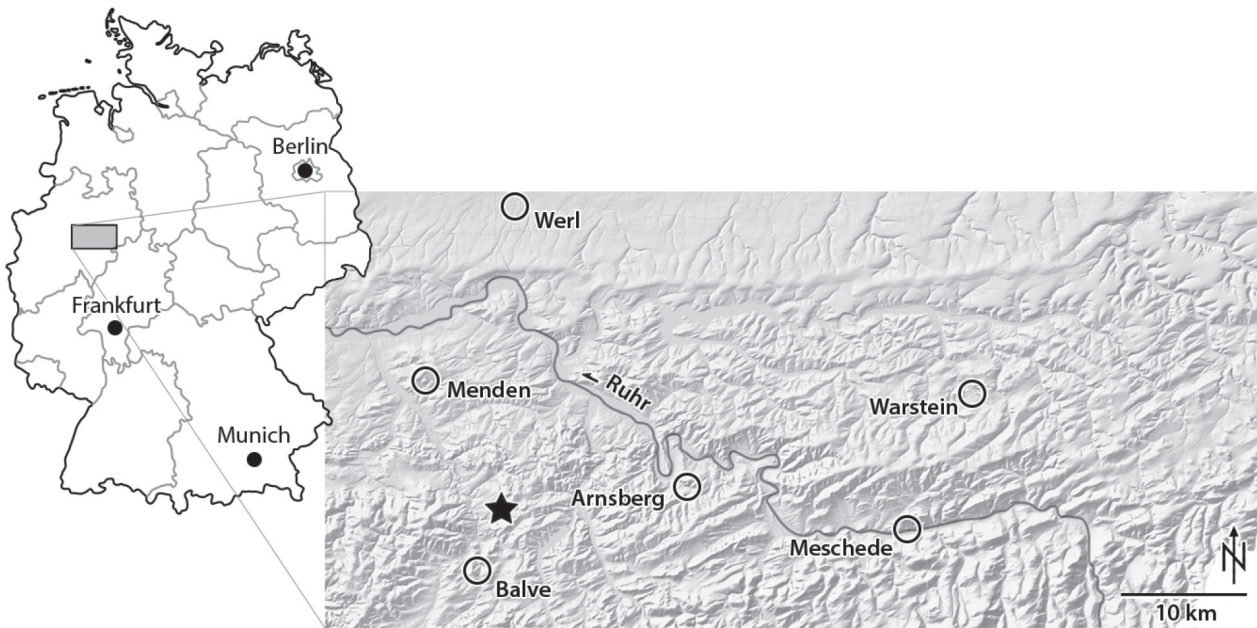 Berlin
Frankfurt
Munich
Werl
Menden
Ruhr
Warstein
Arnsberg
Meschede
Balve
N
10 km